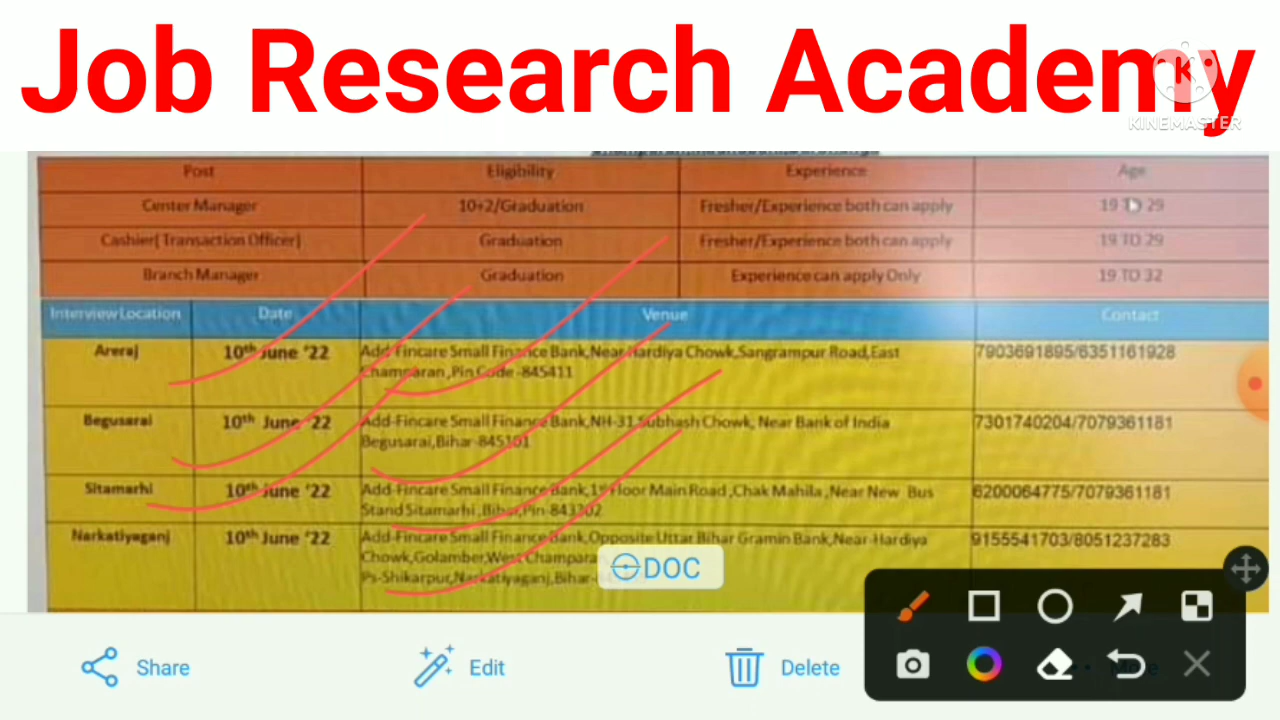 Job Research Academy
KINEMASTER
Post Eligibility Experience Age
Center Manager 10+2/Graduation Fresher/Experience both can apply 19 TO 29
Cashier( Transaction Officer) Graduation Fresher/Experience both can apply 19 TO 29
Branch Manager Graduation Experience can apply Only 19 TO 32
Interview Location Date Venue Contact
Areraj 10th June '22 Add-Fincare Small Finance Bank,Near Hardiya Chowk,Sangrampur Road,East 7903691895/6351161928
Champaran ,Pin Code -845411
Begusarai 10th June '22 Add-Fincare Small Finance Bank,NH-31,Subhash Chowk, Near Bank of India 7301740204/7079361181
Begusarai,Bihar-845101
Sitamarhi 10th June '22 Add-Fincare Small Finance Bank,1st Floor Main Road ,Chak Mahila ,Near New Bus 6200064775/7079361181
Stand Sitamarhi ,Bihar,Pin-843302
Narkatiyaganj 10th June '22 Add-Fincare Small Finance Bank,Opposite Uttar Bihar Gramin Bank,Near-Hardiya 9155541703/8051237283
Chowk,Golamber,West Champaran
Ps-Shikarpur,Narkatiyaganj,Bihar-
DOC
Share Edit Delete